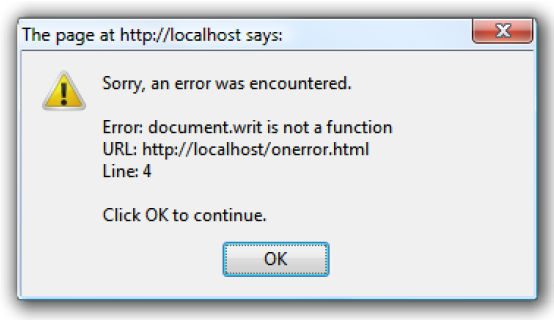 The page at http://localhost says:
Sorry, an error was encountered.
Error: document.writ is not a function
URL: http://localhost/onerror.html
Line: 4
Click OK to continue.
OK